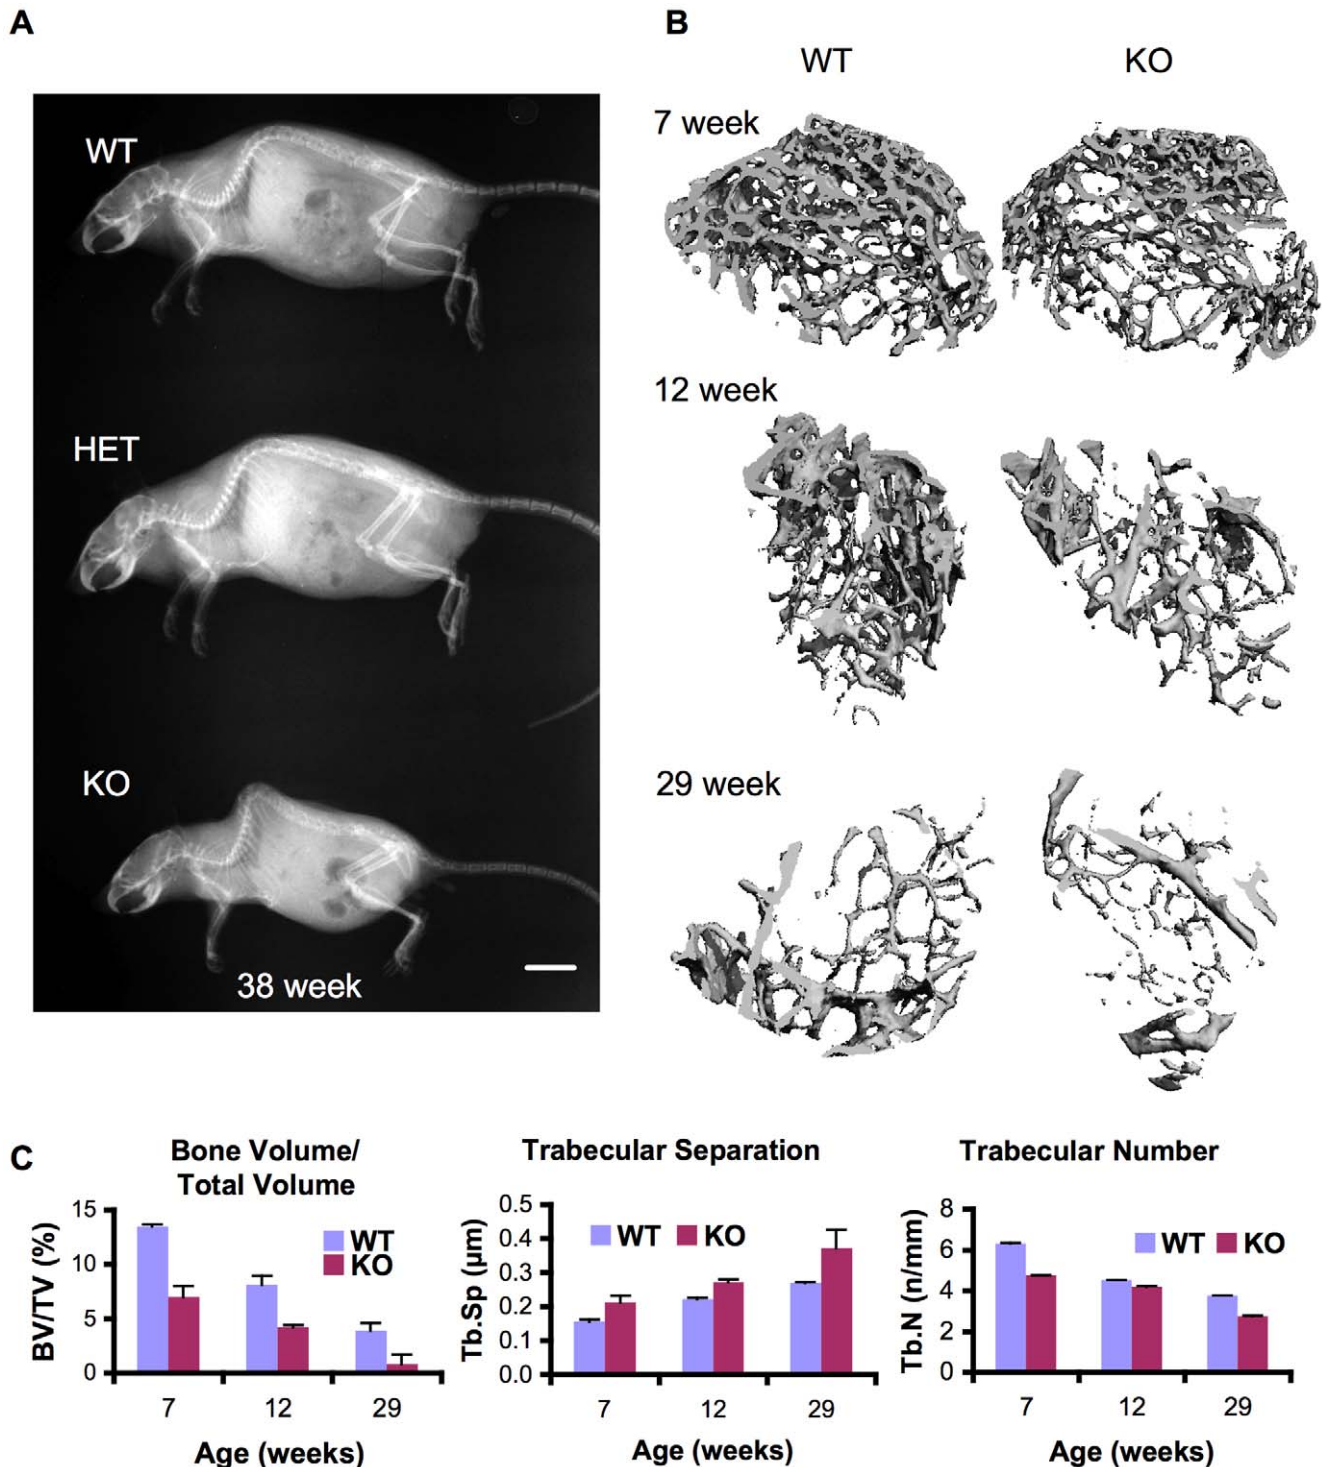 A
WT
HET
KO
38 week
B
WT KO
7 week
12 week
29 week
C
Bone Volume/
Total Volume
BV/TV (%)
15
10
5
0
WT
KO
7 12 29
Age (weeks)
Trabecular Separation
Tb.Sp (µm)
0.5
0.4
0.3
0.2
0.1
0.0
WT KO
7 12 29
Age (weeks)
Trabecular Number
Tb.N (n/mm)
8
6
4
2
0
WT KO
7 12 29
Age (weeks)